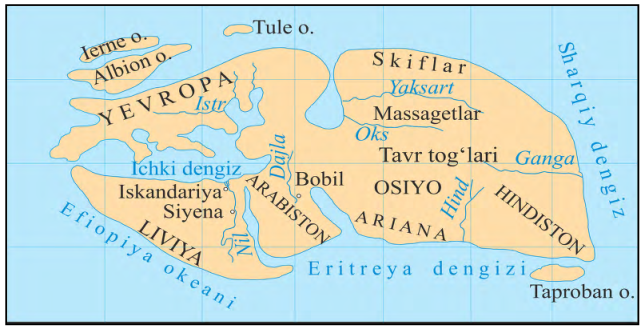 Tule o.
Ierne o.
Albion o.
Skiflar
Sharqiy dengiz
YEVROPA
Istr
Yaksart
Massagetlar
Oks
Dajla
Tavr tog‘lari
Ganga
Ichki dengiz
Bobil
Iskandariya
Siyena
ARABISTON
OSIYO
Hind
HINDISTON
LIVIYA
Nil
ARIANA
Efiopiya okeani
Eritreya dengizi
Taproban o.